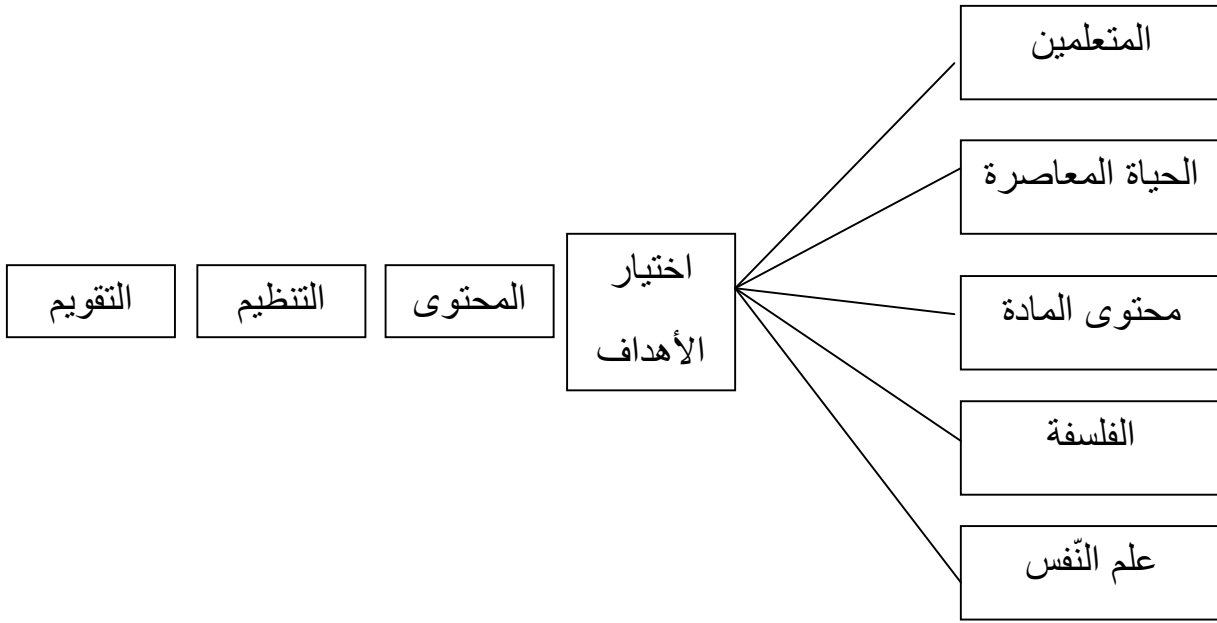 المتعلمين
الحياة المعاصرة
محتوى المادة
الفلسفة
علم النّفس
اختيار
الأهداف
المحتوى
التنظيم
التقويم